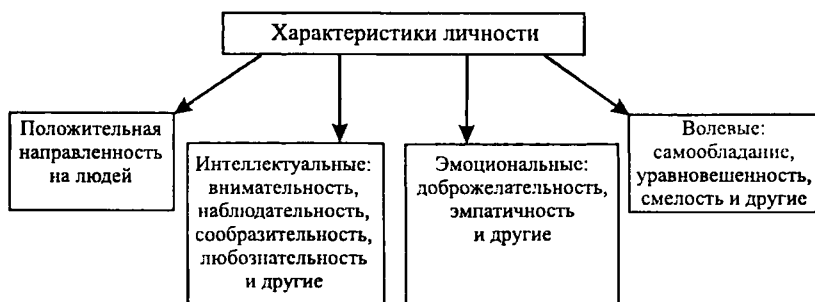 Характеристики личности
Положительная
направленность
на людей
Интеллектуальные:
внимательность,
наблюдательность,
сообразительность,
любознательность
и другие
Эмоциональные:
доброжелательность,
эмпатичность
и другие
Волевые:
самообладание,
уравновешенность,
смелость и другие